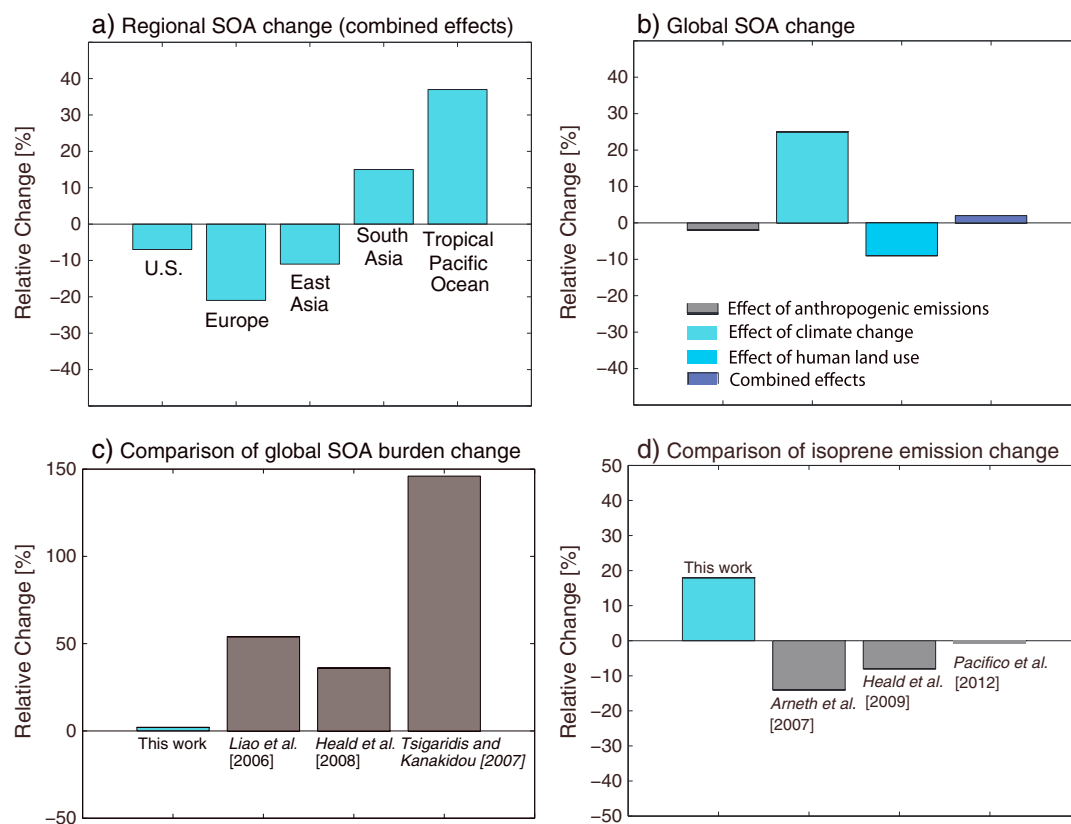 a) Regional SOA change (combined effects)
Relative Change [%]
40
30
20
10
0
−10
−20
−30
−40
U.S.
Europe
East
Asia
South
Asia
Tropical
Pacific
Ocean
b) Global SOA change
Relative Change [%]
40
30
20
10
0
−10
−20
−30
−40
Effect of anthropogenic emissions
Effect of climate change
Effect of human land use
Combined effects
c) Comparison of global SOA burden change
Relative Change [%]
150
100
50
0
−50
This work
Liao et al.
[2006]
Heald et al.
[2008]
Tsigaridis and
Kanakidou [2007]
d) Comparison of isoprene emission change
Relative Change [%]
50
40
30
20
10
0
−10
−20
−30
−40
−50
This work
Arneth et al.
[2007]
Heald et al.
[2009]
Pacifico et al.
[2012]